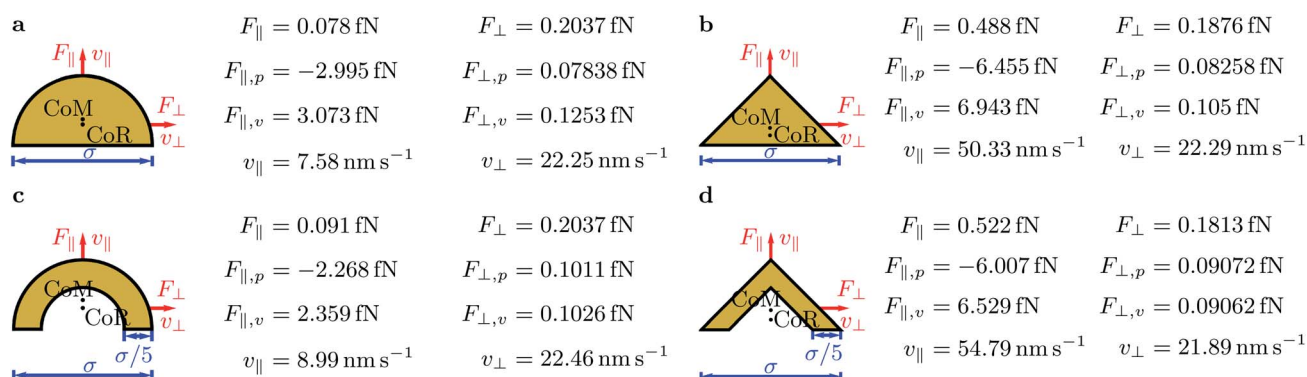 a
F∥ v∥
CoM
CoR
F⊥
v⊥
σ
F∥ = 0.078 fN
F∥,p = −2.995 fN
F∥,v = 3.073 fN
v∥ = 7.58 nm s⁻¹
F⊥ = 0.2037 fN
F⊥,p = 0.07838 fN
F⊥,v = 0.1253 fN
v⊥ = 22.25 nm s⁻¹
b
F∥ v∥
CoM
CoR
F⊥
v⊥
σ
F∥ = 0.488 fN
F∥,p = −6.455 fN
F∥,v = 6.943 fN
v∥ = 50.33 nm s⁻¹
F⊥ = 0.1876 fN
F⊥,p = 0.08258 fN
F⊥,v = 0.105 fN
v⊥ = 22.29 nm s⁻¹
c
F∥ v∥
CoM
CoR
F⊥
v⊥
σ/5
σ
F∥ = 0.091 fN
F∥,p = −2.268 fN
F∥,v = 2.359 fN
v∥ = 8.99 nm s⁻¹
F⊥ = 0.2037 fN
F⊥,p = 0.1011 fN
F⊥,v = 0.1026 fN
v⊥ = 22.46 nm s⁻¹
d
F∥ v∥
CoM
CoR
F⊥
v⊥
σ/5
σ
F∥ = 0.522 fN
F∥,p = −6.007 fN
F∥,v = 6.529 fN
v∥ = 54.79 nm s⁻¹
F⊥ = 0.1813 fN
F⊥,p = 0.09072 fN
F⊥,v = 0.09062 fN
v⊥ = 21.89 nm s⁻¹